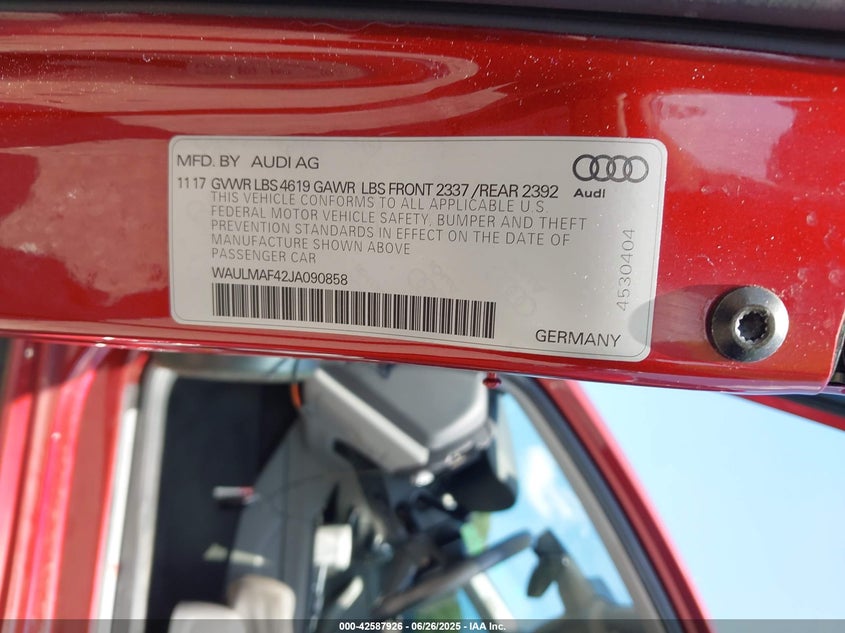 MFD. BY AUDI AG
Audi
11 17 GVWR LBS 4619 GAWR LBS FRONT 2337 /REAR 2392
THIS VEHICLE CONFORMS TO ALL APPLICABLE U.S.
FEDERAL MOTOR VEHICLE SAFETY, BUMPER AND THEFT
PREVENTION STANDARDS IN EFFECT ON THE DATE OF
MANUFACTURE SHOWN ABOVE
PASSENGER CAR
WAULMAF42JA090858
4530404
GERMANY
000-42587926 - 06/26/2025 - IAA Inc.